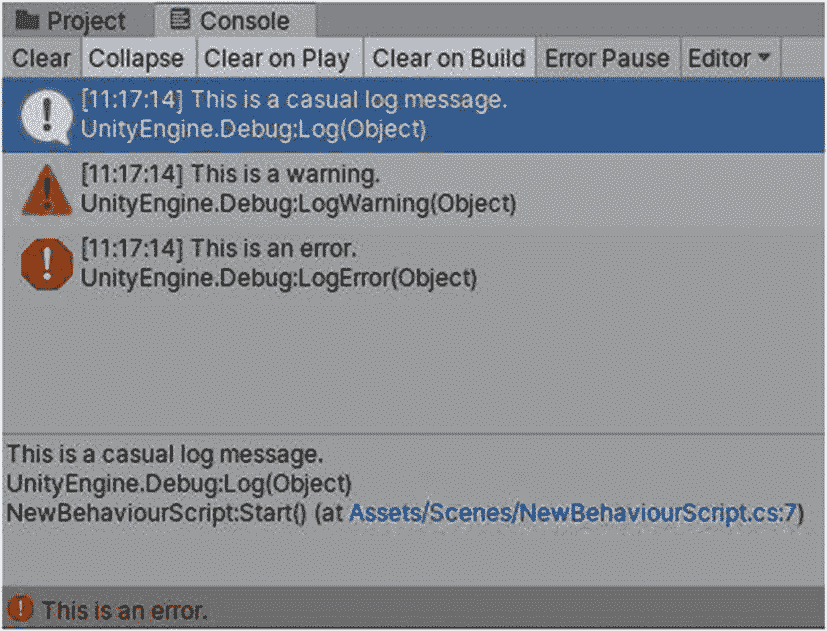 Project Console
Clear Collapse Clear on Play Clear on Build Error Pause Editor
[11:17:14] This is a casual log message.
UnityEngine.Debug:Log(Object)
[11:17:14] This is a warning.
UnityEngine.Debug:LogWarning(Object)
[11:17:14] This is an error.
UnityEngine.Debug:LogError(Object)
This is a casual log message.
UnityEngine.Debug:Log(Object)
NewBehaviourScript:Start() (at Assets/Scenes/NewBehaviourScript.cs:7)
This is an error.